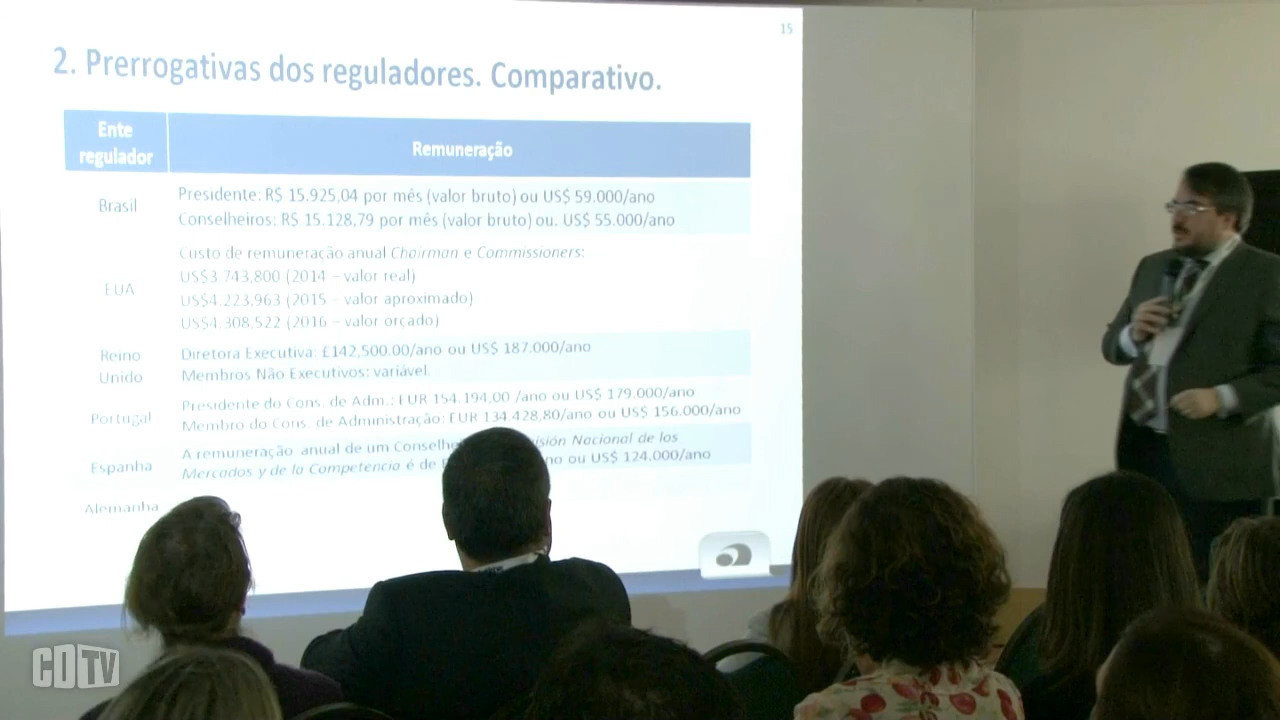 15
2. Prerrogativas dos reguladores. Comparativo.
Ente
regulador
Remuneração
Brasil
Presidente: R$ 15.925,04 por mês (valor bruto) ou US$ 59.000/ano
Conselheiros: R$ 15.128,79 por mês (valor bruto) ou. US$ 55.000/ano
EUA
Custo de remuneração anual Chairman e Commissioners:
US$3.743,800 (2014 – valor real)
US$4.223,963 (2015 – valor aproximado)
US$4.308,522 (2016 – valor orçado)
Reino
Unido
Diretora Executiva: £142,500.00/ano ou US$ 187.000/ano
Membros Não Executivos: variável.
Portugal
Presidente do Cons. de Adm.: EUR 154.194,00 /ano ou US$ 179.000/ano
Membro do Cons. de Administração: EUR 134.428,80/ano ou US$ 156.000/ano
Espanha
A remuneração anual de um Nacional de los
Mercados y de la Competencia é de ou US$ 124.000/ano
Alemanha
CDTV